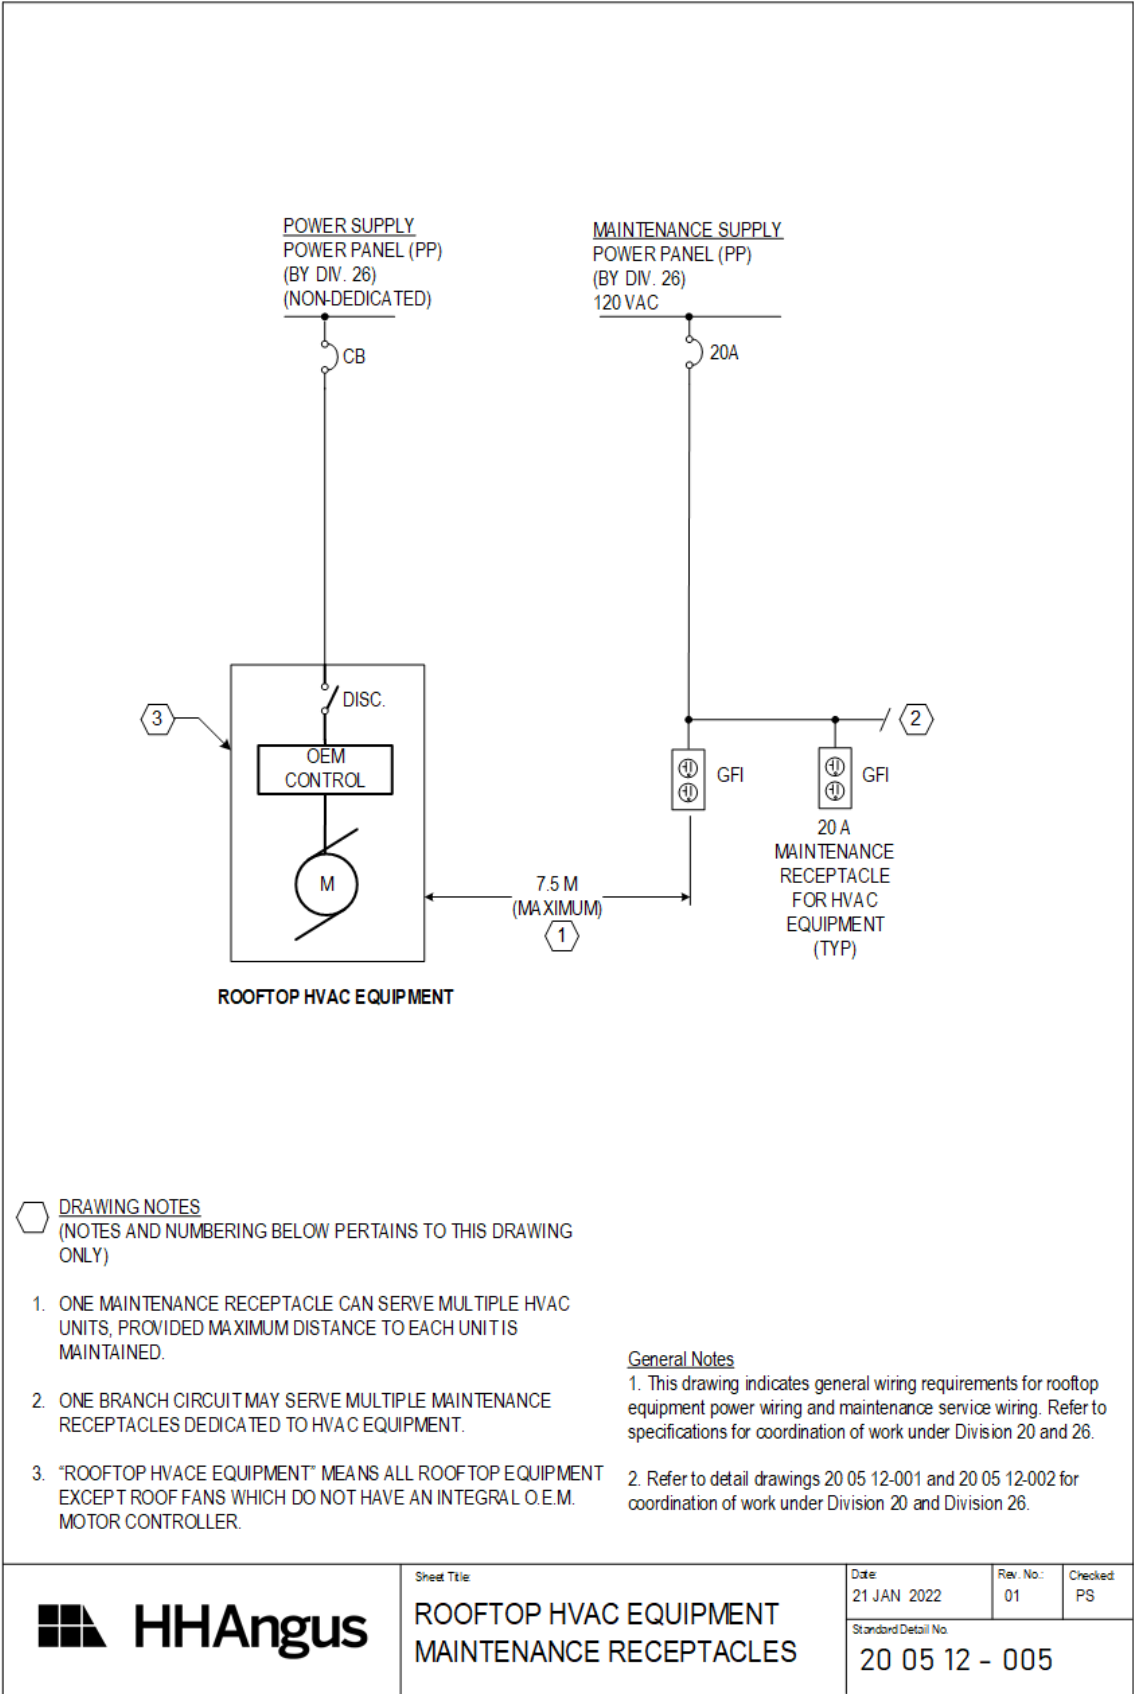 POWER SUPPLY
POWER PANEL (PP)
(BY DIV. 26)
(NON-DEDICATED)
CB
MAINTENANCE SUPPLY
POWER PANEL (PP)
(BY DIV. 26)
120 VAC
20A
3
DISC.
OEM
CONTROL
M
2
GFI
GFI
20 A
MAINTENANCE
RECEPTACLE
FOR HVAC
EQUIPMENT
(TYP)
7.5 M
(MAXIMUM)
1
ROOFTOP HVAC EQUIPMENT
DRAWING NOTES
(NOTES AND NUMBERING BELOW PERTAINS TO THIS DRAWING
ONLY)
1. ONE MAINTENANCE RECEPTACLE CAN SERVE MULTIPLE HVAC
UNITS, PROVIDED MAXIMUM DISTANCE TO EACH UNIT IS
MAINTAINED.
2. ONE BRANCH CIRCUIT MAY SERVE MULTIPLE MAINTENANCE
RECEPTACLES DEDICATED TO HVAC EQUIPMENT.
3. “ROOFTOP HVACE EQUIPMENT” MEANS ALL ROOFTOP EQUIPMENT
EXCEPT ROOF FANS WHICH DO NOT HAVE AN INTEGRAL O.E.M.
MOTOR CONTROLLER.
General Notes
1. This drawing indicates general wiring requirements for rooftop
equipment power wiring and maintenance service wiring. Refer to
specifications for coordination of work under Division 20 and 26.
2. Refer to detail drawings 20 05 12-001 and 20 05 12-002 for
coordination of work under Division 20 and Division 26.
HHAngus
Sheet Title:
ROOFTOP HVAC EQUIPMENT
MAINTENANCE RECEPTACLES
Date:
21 JAN 2022
Rev. No.:
01
Checked:
PS
Standard Detail No.
20 05 12 - 005